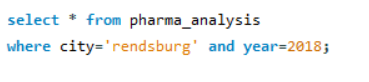 select * from pharma_analysis
where city='rendsburg' and year=2018;